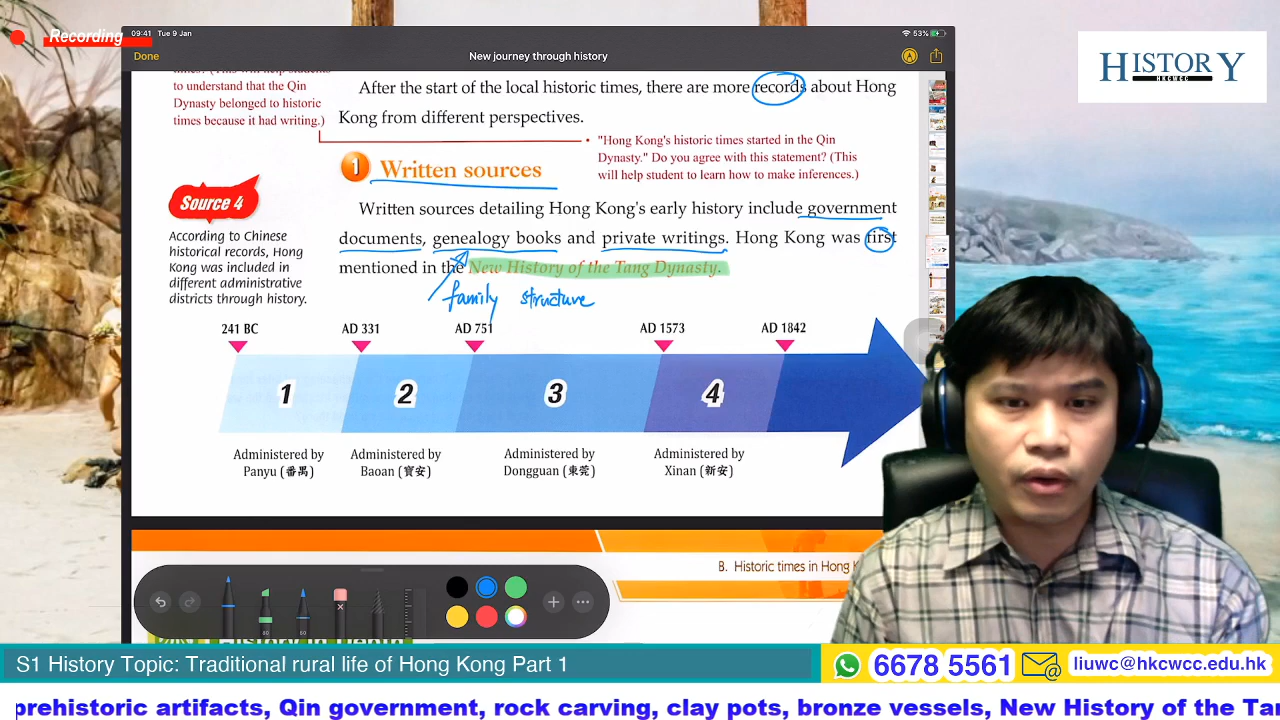 Recording
09:41 Tue 9 Jan
53%
Done
New journey through history
HISTORY
HKCWCC
to understand that the Qin
Dynasty belonged to historic
times because it had writing.)
After the start of the local historic times, there are more records about Hong
Kong from different perspectives.
"Hong Kong's historic times started in the Qin
Dynasty." Do you agree with this statement? (This
will help student to learn how to make inferences.)
1 Written sources
Source 4
According to Chinese
historical records, Hong
Kong was included in
different administrative
districts through history.
Written sources detailing Hong Kong's early history include government
documents, genealogy books and private writings. Hong Kong was first
mentioned in the New History of the Tang Dynasty.
family structure
241 BC
AD 331
AD 751
AD 1573
AD 1842
1
2
3
4
Administered by
Panyu (番禺)
Administered by
Baoan (寶安)
Administered by
Dongguan (東莞)
Administered by
Xinan (新安)
B. Historic times in Hong
80
50
S1 History Topic: Traditional rural life of Hong Kong Part 1
6678 5561
liuwc@hkcwcc.edu.hk
prehistoric artifacts, Qin government, rock carving, clay pots, bronze vessels, New History of the